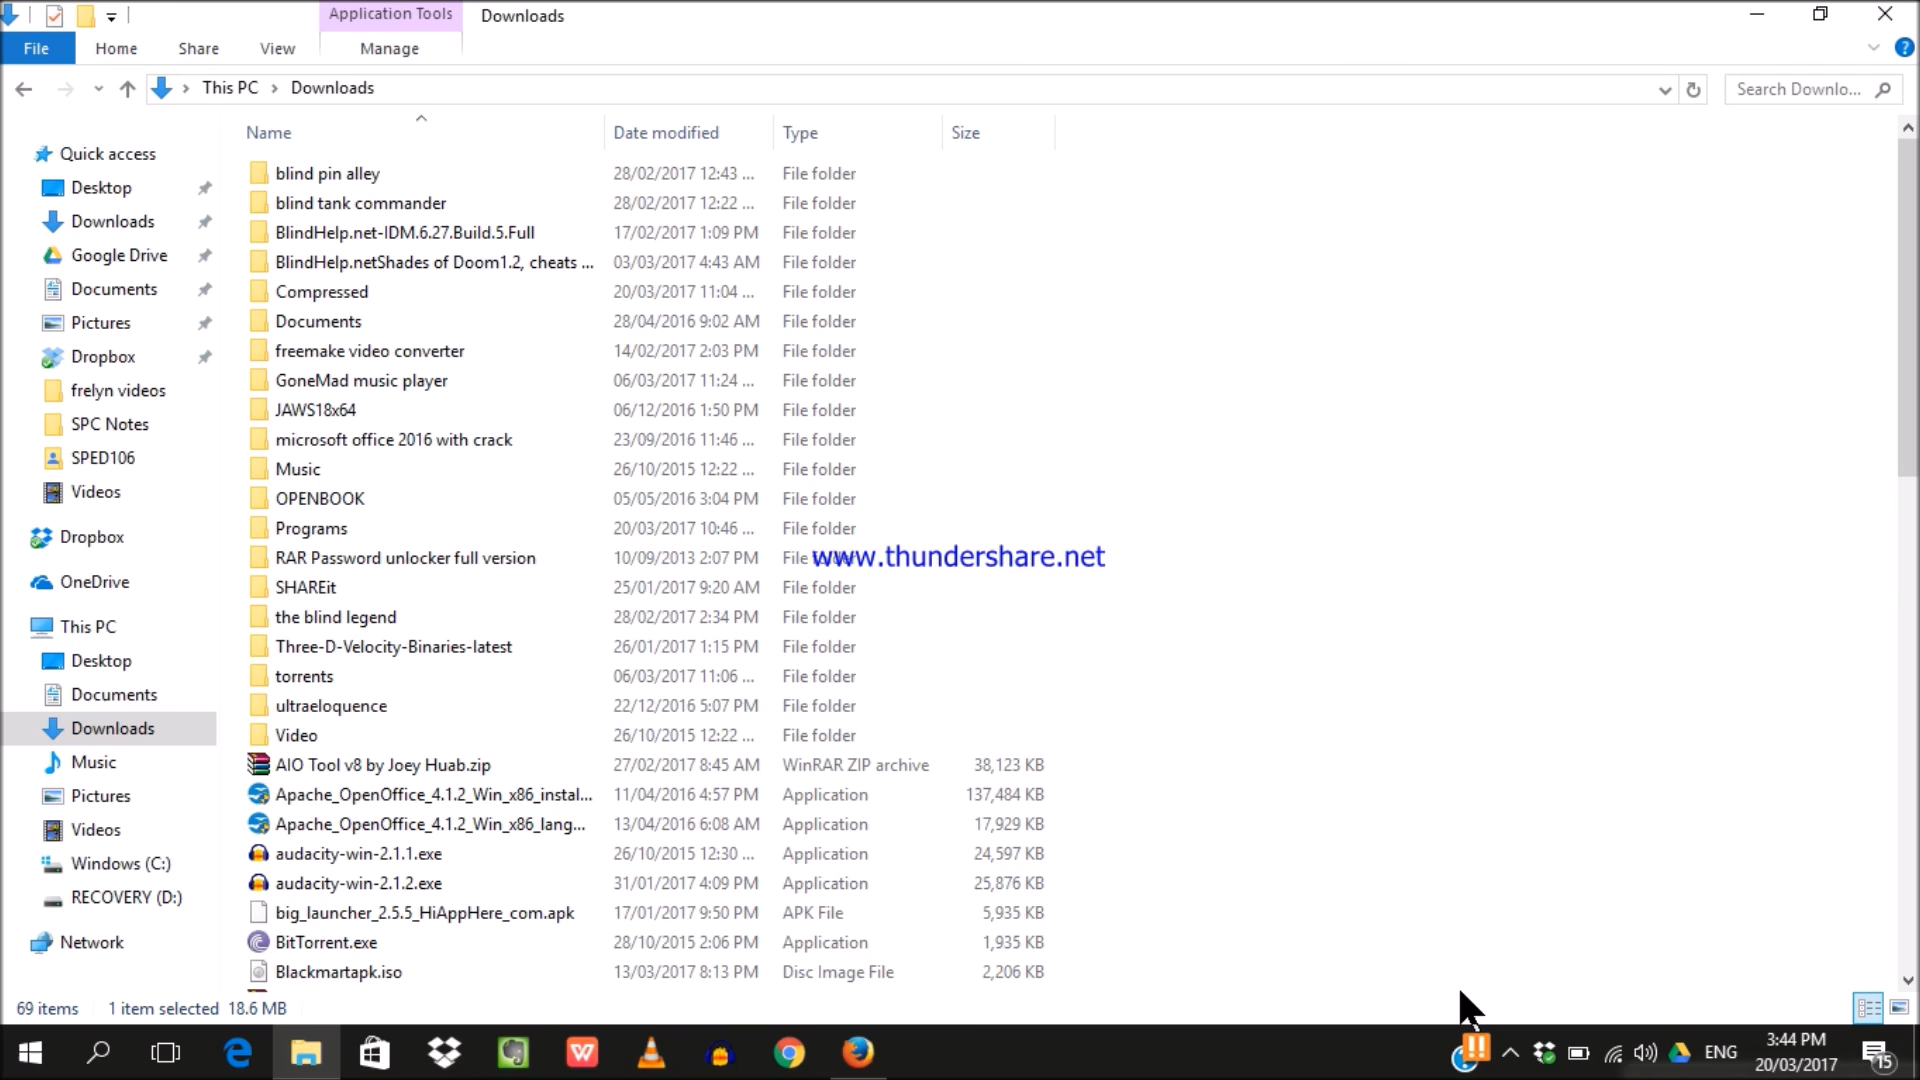 Application Tools
Downloads
File
Home
Share
View
Manage
This PC
Downloads
Search Downlo...
Name
Date modified
Type
Size
Quick access
Desktop
Downloads
Google Drive
Documents
Pictures
Dropbox
frelyn videos
SPC Notes
SPED106
Videos
Dropbox
OneDrive
This PC
Desktop
Documents
Downloads
Music
Pictures
Videos
Windows (C:)
RECOVERY (D:)
Network
blind pin alley 28/02/2017 12:43 ... File folder
blind tank commander 28/02/2017 12:22 ... File folder
BlindHelp.net-IDM.6.27.Build.5.Full 17/02/2017 1:09 PM File folder
BlindHelp.netShades of Doom1.2, cheats ... 03/03/2017 4:43 AM File folder
Compressed 20/03/2017 11:04 ... File folder
Documents 28/04/2016 9:02 AM File folder
freemake video converter 14/02/2017 2:03 PM File folder
GoneMad music player 06/03/2017 11:24 ... File folder
JAWS18x64 06/12/2016 1:50 PM File folder
microsoft office 2016 with crack 23/09/2016 11:46 ... File folder
Music 26/10/2015 12:22 ... File folder
OPENBOOK 05/05/2016 3:04 PM File folder
Programs 20/03/2017 10:46 ... File folder
RAR Password unlocker full version 10/09/2013 2:07 PM File folder
www.thundershare.net
SHAREit 25/01/2017 9:20 AM File folder
the blind legend 28/02/2017 2:34 PM File folder
Three-D-Velocity-Binaries-latest 26/01/2017 1:15 PM File folder
torrents 06/03/2017 11:06 ... File folder
ultraeloquence 22/12/2016 5:07 PM File folder
Video 26/10/2015 12:22 ... File folder
AIO Tool v8 by Joey Huab.zip 27/02/2017 8:45 AM WinRAR ZIP archive 38,123 KB
Apache_OpenOffice_4.1.2_Win_x86_instal... 11/04/2016 4:57 PM Application 137,484 KB
Apache_OpenOffice_4.1.2_Win_x86_lang... 13/04/2016 6:08 AM Application 17,929 KB
audacity-win-2.1.1.exe 26/10/2015 12:30 ... Application 24,597 KB
audacity-win-2.1.2.exe 31/01/2017 4:09 PM Application 25,876 KB
big_launcher_2.5.5_HiAppHere_com.apk 17/01/2017 9:50 PM APK File 5,935 KB
BitTorrent.exe 28/10/2015 2:06 PM Application 1,935 KB
Blackmartapk.iso 13/03/2017 8:13 PM Disc Image File 2,206 KB
69 items 1 item selected 18.6 MB
ENG
3:44 PM
20/03/2017
15